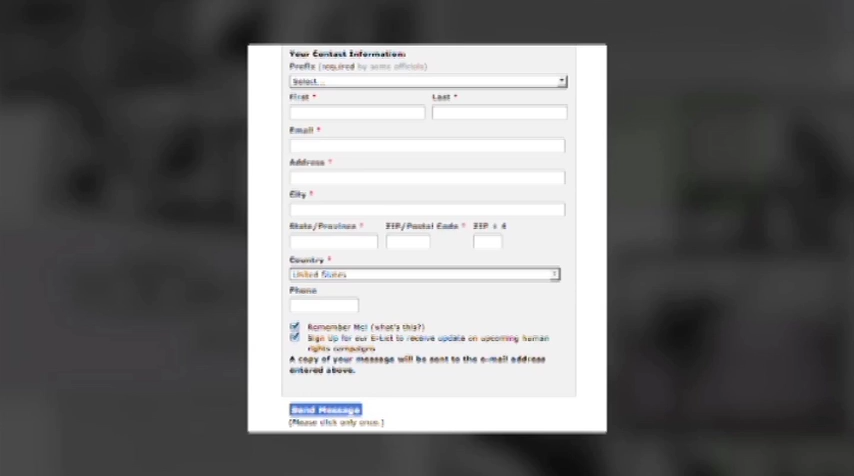 Your Contact Information:
Prefix (required by some officials)
Select...
First * Last *
Email *
Address *
City *
State/Province * ZIP/Postal Code * ZIP + 4
Country *
United States
Phone
Remember Me! (what's this?)
Sign Up for our E-List to receive update on upcoming human
rights campaigns
A copy of your message will be sent to the e-mail address
entered above.
Send Message
[Please click only once.]